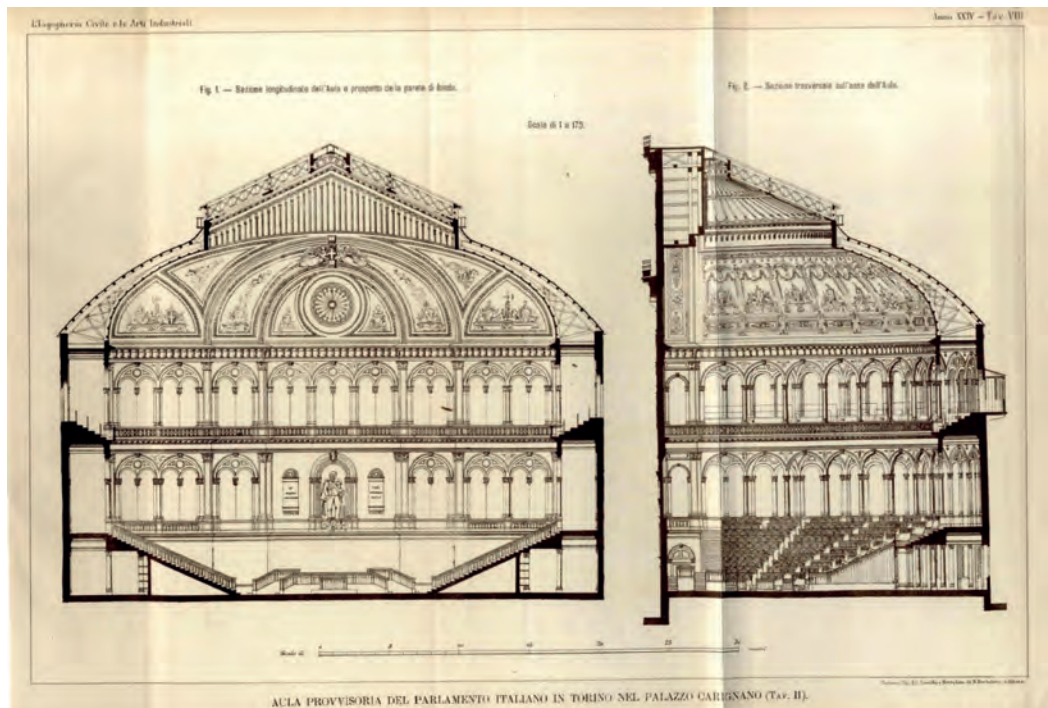 L'Ingegneria Civile e le Arti Industriali
Anno XXIV – Tav. VIII
Fig. 1. — Sezione longitudinale dell'Aula e prospetto della parete di fondo.
Fig. 2. — Sezione trasversale sull'asse dell'Aula.
Scala di 1 a 175.
AULA PROVVISORIA DEL PARLAMENTO ITALIANO IN TORINO NEL PALAZZO CARIGNANO (Tav. II).